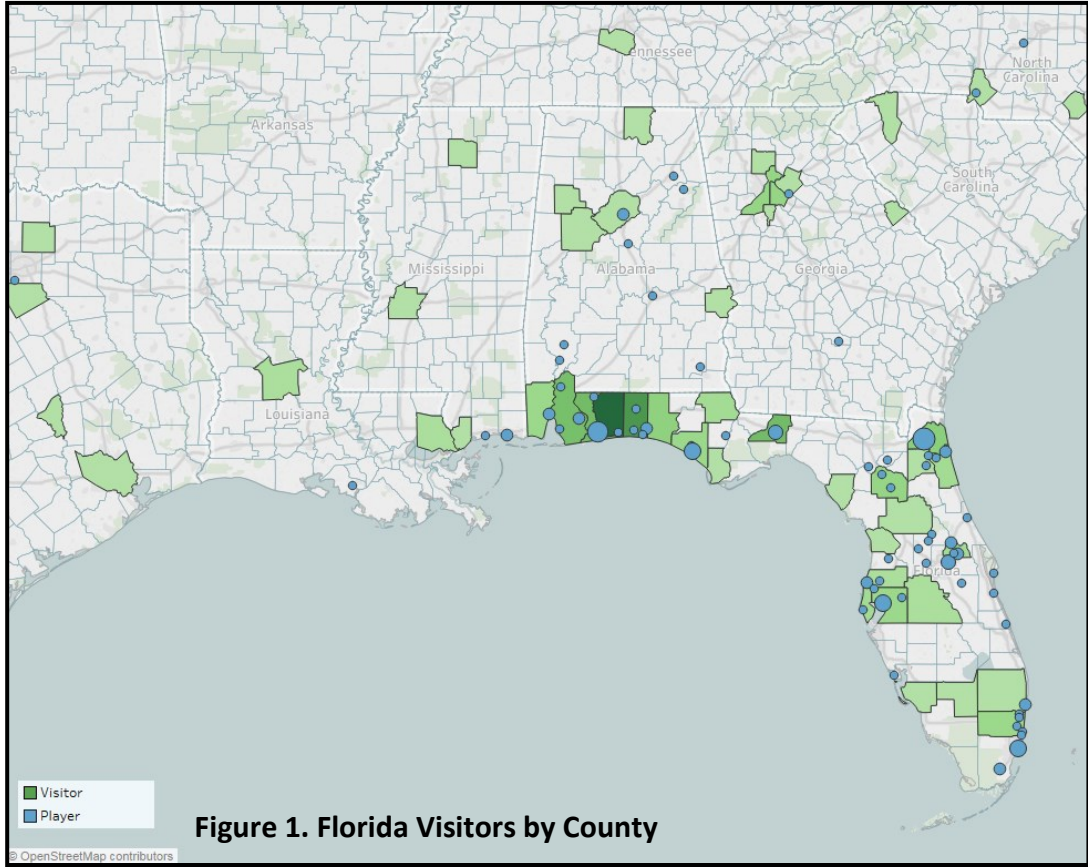 ennessee
North
Carolina
Arkansas
South
Carolina
Mississippi
Alabama
Georgia
Louisiana
Florida
Visitor
Player
Figure 1. Florida Visitors by County
© OpenStreetMap contributors